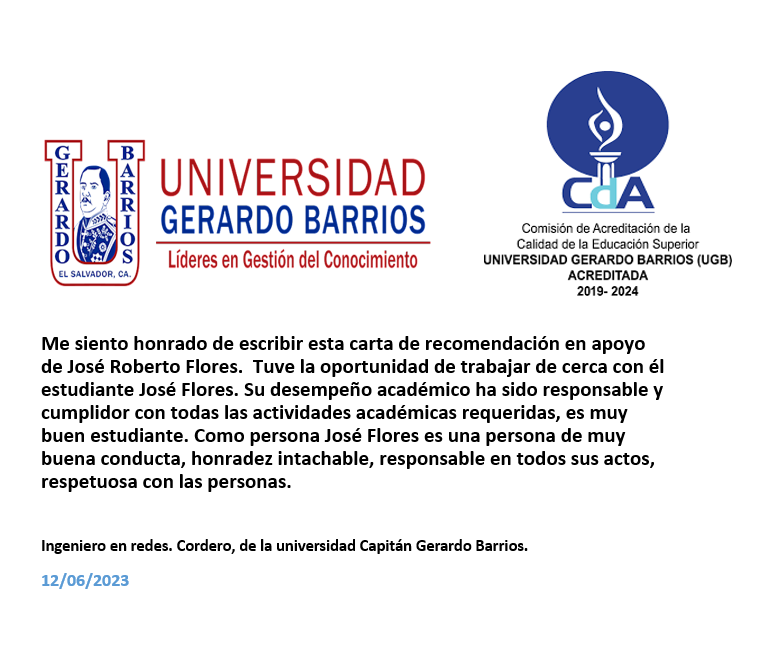 GERARDO
BARRIOS
EL SALVADOR, CA.
UNIVERSIDAD
GERARDO BARRIOS
Líderes en Gestión del Conocimiento
CdA
Comisión de Acreditación de la
Calidad de la Educación Superior
UNIVERSIDAD GERARDO BARRIOS (UGB)
ACREDITADA
2019- 2024
Me siento honrado de escribir esta carta de recomendación en apoyo
de José Roberto Flores.  Tuve la oportunidad de trabajar de cerca con él
estudiante José Flores. Su desempeño académico ha sido responsable y
cumplidor con todas las actividades académicas requeridas, es muy
buen estudiante. Como persona José Flores es una persona de muy
buena conducta, honradez intachable, responsable en todos sus actos,
respetuosa con las personas.
Ingeniero en redes. Cordero, de la universidad Capitán Gerardo Barrios.
12/06/2023